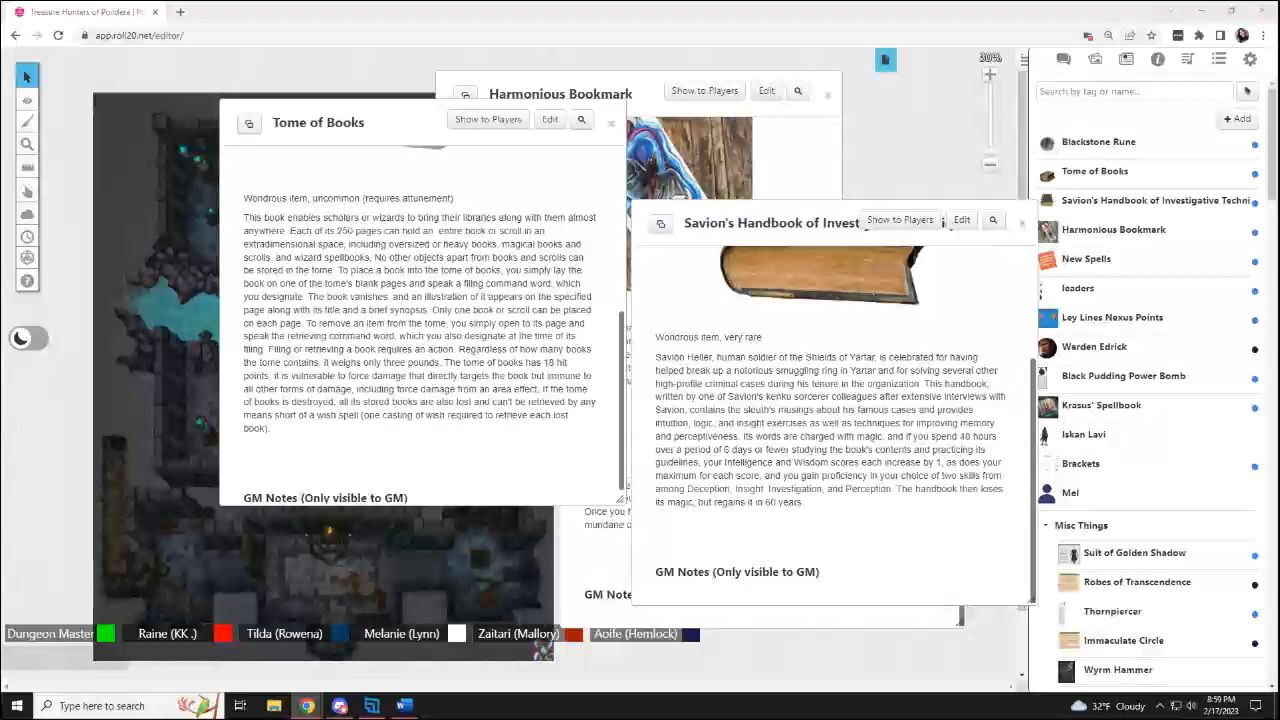 Treasure Hunters of Pondera | Ro
app.roll20.net/editor/
30%
Harmonious Bookmark
Show to Players
Edit
Tome of Books
Show to Players
Edit
Wondrous item, uncommon (requires attunement)
This book enables scholars or wizards to bring their libraries along with them almost
anywhere. Each of its 250 pages can hold an entire book or scroll in an
extradimensional space, including oversized or heavy books, magical books and
scrolls, and wizard spellbooks. No other objects apart from books and scrolls can
be stored in the tome. To place a book into the tome of books, you simply lay the
book on one of the tome's blank pages and speak a filing command word, which
you designate. The book vanishes, and an illustration of it appears on the specified
page along with its title and a brief synopsis. Only one book or scroll can be placed
on each page. To remove an item from the tome, you simply open to its page and
speak the retrieving command word, which you also designate at the time of its
filing. Filing or retrieving a book requires an action. Regardless of how many books
the tome contains, it weighs only three pounds. The tome of books has 18 hit
points, it is vulnerable to force damage that directly targets the book but immune to
all other forms of damage, including force damage from an area effect. If the tome
of books is destroyed, all its stored books are also lost and can't be retrieved by any
means short of a wish spell (one casting of wish required to retrieve each lost
book).
GM Notes (Only visible to GM)
Savion's Handbook of Invest
Show to Players
Edit
Wondrous item, very rare
Savion Heller, human soldier of the Shields of Yartar, is celebrated for having
helped break up a notorious smuggling ring in Yartar and for solving several other
high-profile criminal cases during his tenure in the organization. This handbook,
written by one of Savion's kenku sorcerer colleagues after extensive interviews with
Savion, contains the sleuth's musings about his famous cases and provides
intuition, logic, and insight exercises as well as techniques for improving memory
and perceptiveness. Its words are charged with magic, and if you spend 48 hours
over a period of 6 days or fewer studying the book's contents and practicing its
guidelines, your Intelligence and Wisdom scores each increase by 1, as does your
maximum for each score, and you gain proficiency in your choice of two skills from
among Deception, Insight, Investigation, and Perception. The handbook then loses
its magic, but regains it in 60 years.
GM Notes (Only visible to GM)
Once you h
mundane o
GM Note
Search by tag or name...
+ Add
Blackstone Rune
Tome of Books
Savion's Handbook of Investigative Techni
Harmonious Bookmark
New Spells
leaders
Ley Lines Nexus Points
Warden Edrick
Black Pudding Power Bomb
Krasus' Spellbook
Iskan Lavi
Brackets
Mei
Misc Things
Suit of Golden Shadow
Robes of Transcendence
Thornpiercer
Immaculate Circle
Wyrm Hammer
Dungeon Master
Raine (KK .)
Tilda (Rowena)
Melanie (Lynn)
Zaitari (Mallory)
Aoife (Hemlock)
Type here to search
32°F Cloudy
8:59 PM
2/17/2023